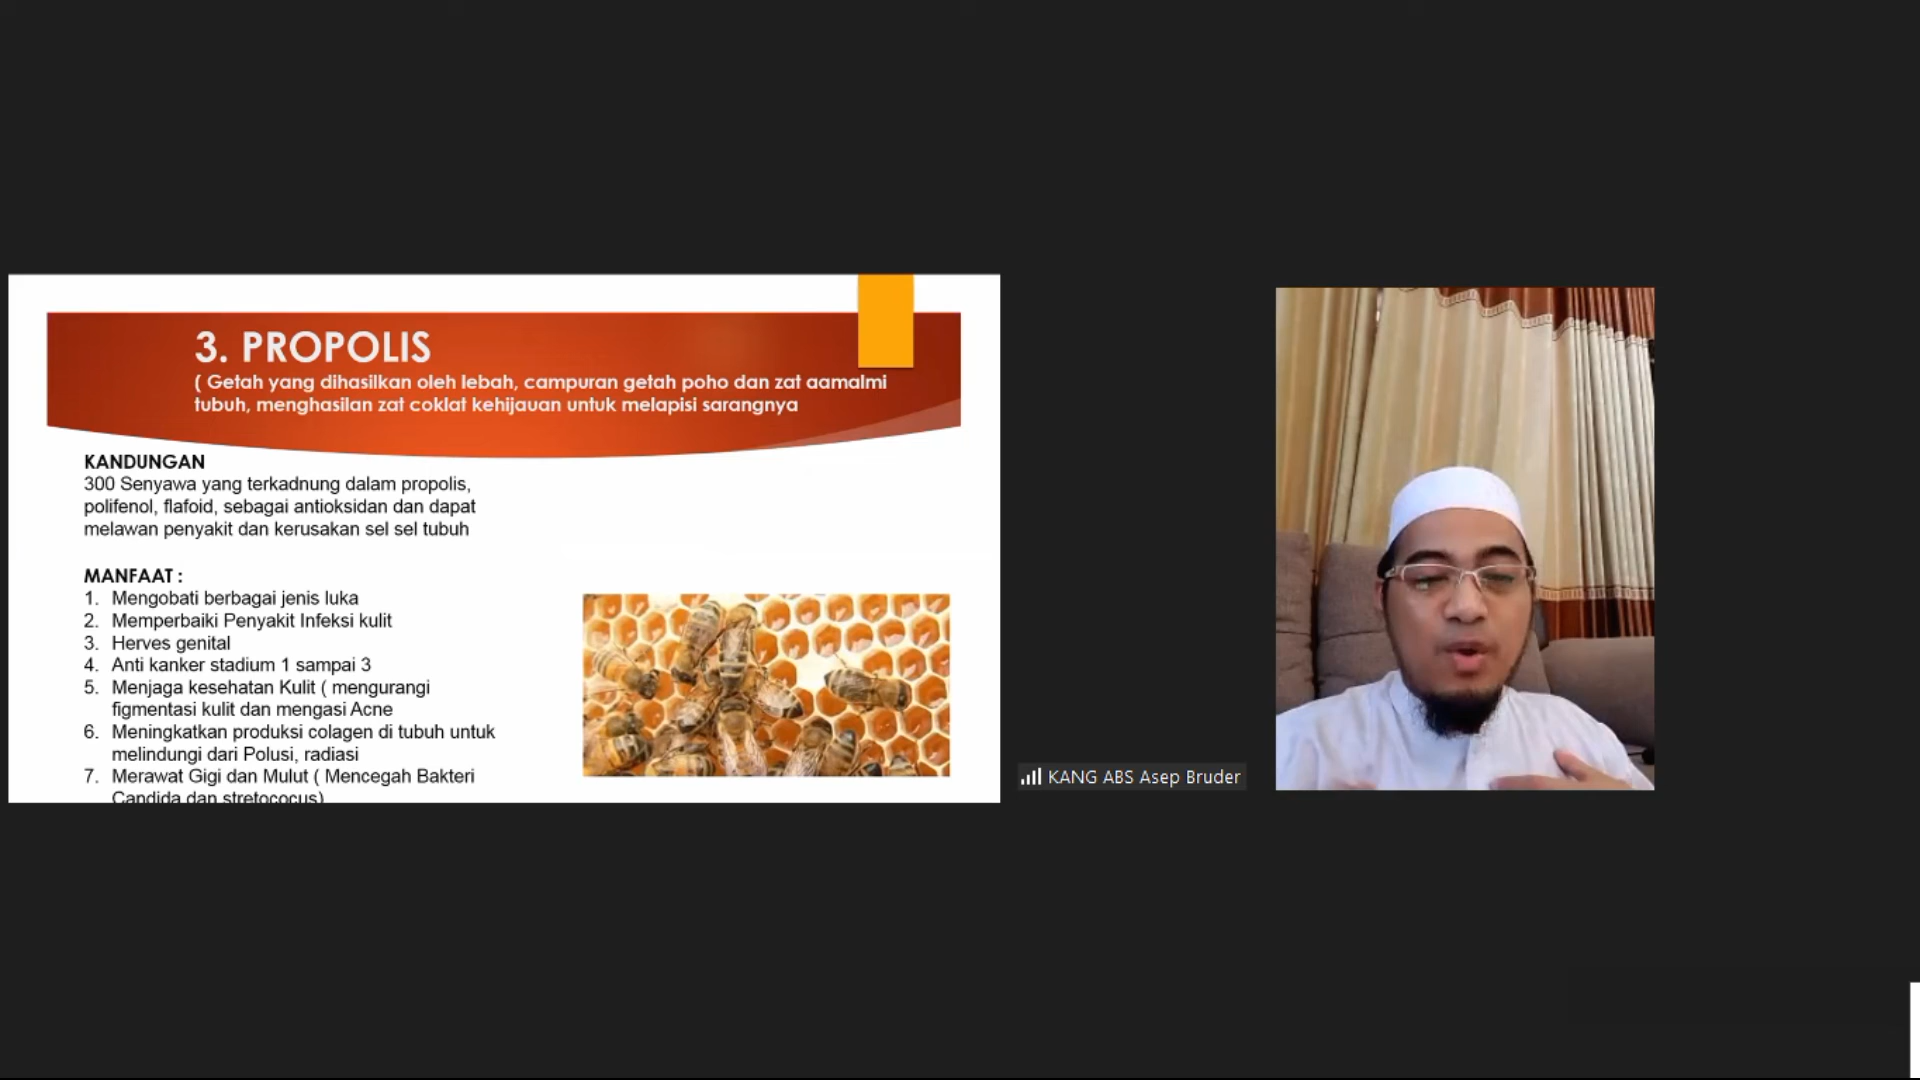 3. PROPOLIS
( Getah yang dihasilkan oleh lebah, campuran getah poho dan zat aamalmi
tubuh, menghasilan zat coklat kehijauan untuk melapisi sarangnya
KANDUNGAN
300 Senyawa yang terkadnung dalam propolis,
polifenol, flafoid, sebagai antioksidan dan dapat
melawan penyakit dan kerusakan sel sel tubuh
MANFAAT :
1. Mengobati berbagai jenis luka
2. Memperbaiki Penyakit Infeksi kulit
3. Herves genital
4. Anti kanker stadium 1 sampai 3
5. Menjaga kesehatan Kulit ( mengurangi
figmentasi kulit dan mengasi Acne
6. Meningkatkan produksi colagen di tubuh untuk
melindungi dari Polusi, radiasi
7. Merawat Gigi dan Mulut ( Mencegah Bakteri
Candida dan stretococus)
KANG ABS Asep Bruder